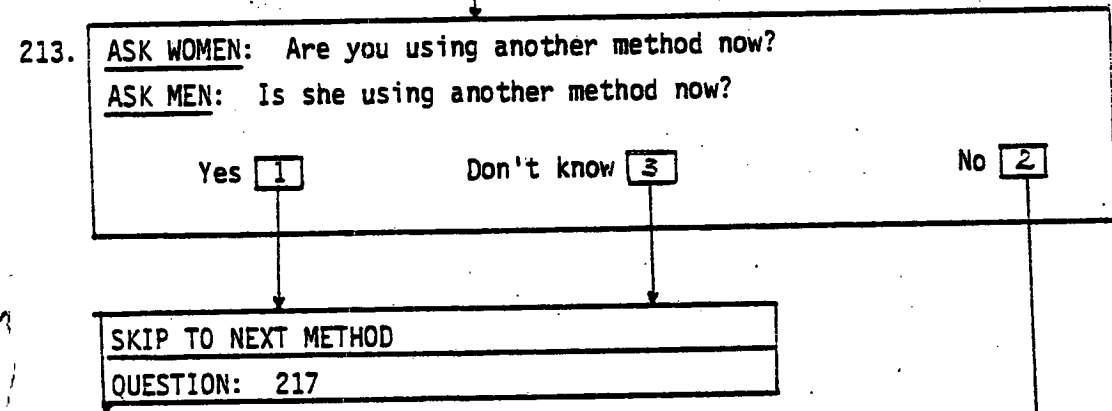 213. ASK WOMEN: Are you using another method now?
ASK MEN: Is she using another method now?
Yes 1 Don't know 3 No 2
SKIP TO NEXT METHOD
QUESTION: 217